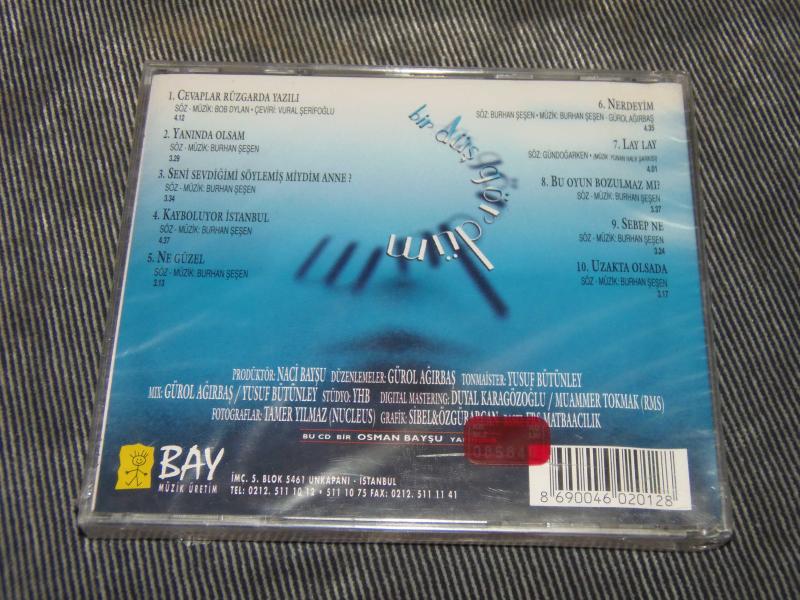 1. CEVAPLAR RÜZGARDA YAZILI
SÖZ - MÜZİK: BOB DYLAN • ÇEVİRİ: VURAL ŞERİFOĞLU
4.12
2. YANINDA OLSAM
SÖZ - MÜZİK: BURHAN ŞEŞEN
3.29
3. SENİ SEVDİĞİMİ SÖYLEMİŞ MİYDİM ANNE ?
SÖZ - MÜZİK: BURHAN ŞEŞEN
3.34
4. KAYBOLUYOR İSTANBUL
SÖZ - MÜZİK: BURHAN ŞEŞEN
4.37
5. NE GÜZEL
SÖZ - MÜZİK: BURHAN ŞEŞEN
3.13
bir düş gördüm
6. NERDEYİM
SÖZ: BURHAN ŞEŞEN • MÜZİK: BURHAN ŞEŞEN - GÜROL AĞIRBAŞ
4.35
7. LAY LAY
SÖZ: GÜNDOĞARKEN • (MÜZİK YUNAN HALK ŞARKISI)
4.01
8. BU OYUN BOZULMAZ MI?
SÖZ - MÜZİK: BURHAN ŞEŞEN
3.37
9. SEBEP NE
SÖZ - MÜZİK: BURHAN ŞEŞEN
3.24
10. UZAKTA OLSADA
SÖZ - MÜZİK: BURHAN ŞEŞEN
3.17
PRODÜKTÖR: NACİ BAYŞU DÜZENLEMELER: GÜROL AĞIRBAŞ TONMAİSTER: YUSUF BÜTÜNLEY
MIX: GÜROL AĞIRBAŞ / YUSUF BÜTÜNLEY STÜDYO: YHB DIGITAL MASTERING: DUYAL KARAGÖZOĞLU / MUAMMER TOKMAK (RMS)
FOTOĞRAFLAR: TAMER YILMAZ (NUCLEUS) GRAFİK: SİBEL&ÖZGÜR MATBAACILIK
BU CD BİR OSMAN BAYŞU
08584
BAY
MÜZİK ÜRETİM
İMC. 5. BLOK 5461 UNKAPANI - İSTANBUL
TEL: 0212. 511 10 12 • 511 10 75 FAX: 0212. 511 11 41
8 690046 020128